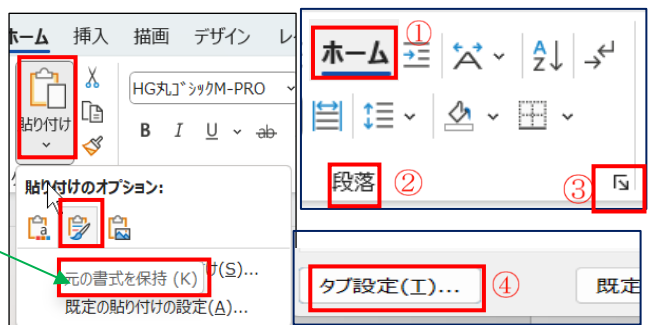 ホーム 挿入 描画 デザイン
貼り付け
HG丸ｺﾞｼｯｸM-PRO
B I U ab
貼り付けのオプション:
元の書式を保持 (K)
け(S)...
既定の貼り付けの設定(A)...
ホーム ①
段落 ② ③
タブ設定(T)... ④ 既定